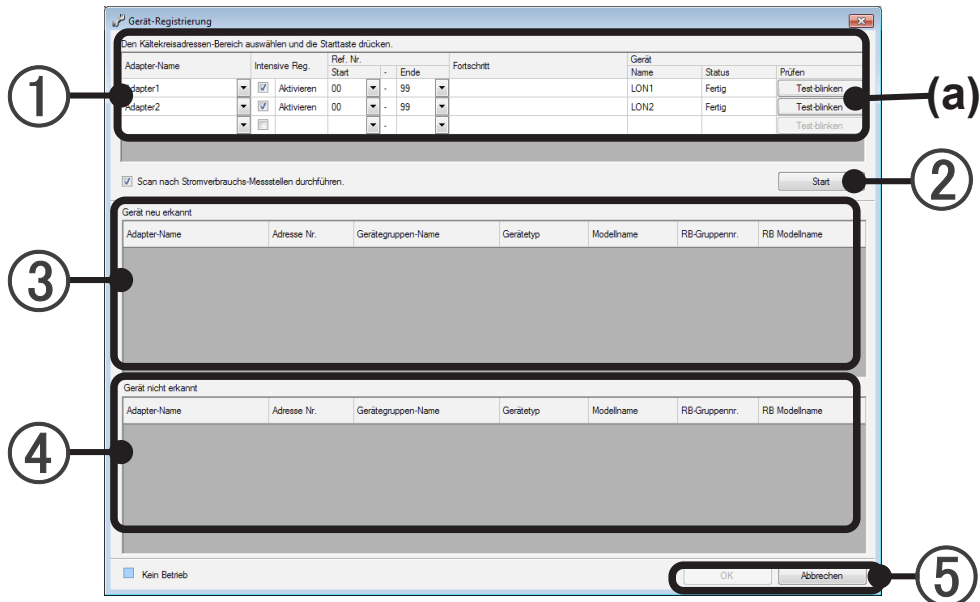 Gerät-Registrierung
Den Kältekreisadressen-Bereich auswählen und die Starttaste drücken.
Adapter-Name Intensive Reg. Ref. Nr. Fortschritt Gerät
Start - Ende Name Status Prüfen
Adapter1 Aktivieren 00 - 99 LON1 Fertig Test-blinken
Adapter2 Aktivieren 00 - 99 LON2 Fertig Test-blinken
- Test-blinken
① (a)
Scan nach Stromverbrauchs-Messstellen durchführen. Start ②
Gerät neu erkannt
Adapter-Name Adresse Nr. Gerätegruppen-Name Gerätetyp Modellname RB-Gruppennr. RB Modellname
③
Gerät nicht erkannt
Adapter-Name Adresse Nr. Gerätegruppen-Name Gerätetyp Modellname RB-Gruppennr. RB Modellname
④
Kein Betrieb OK Abbrechen ⑤